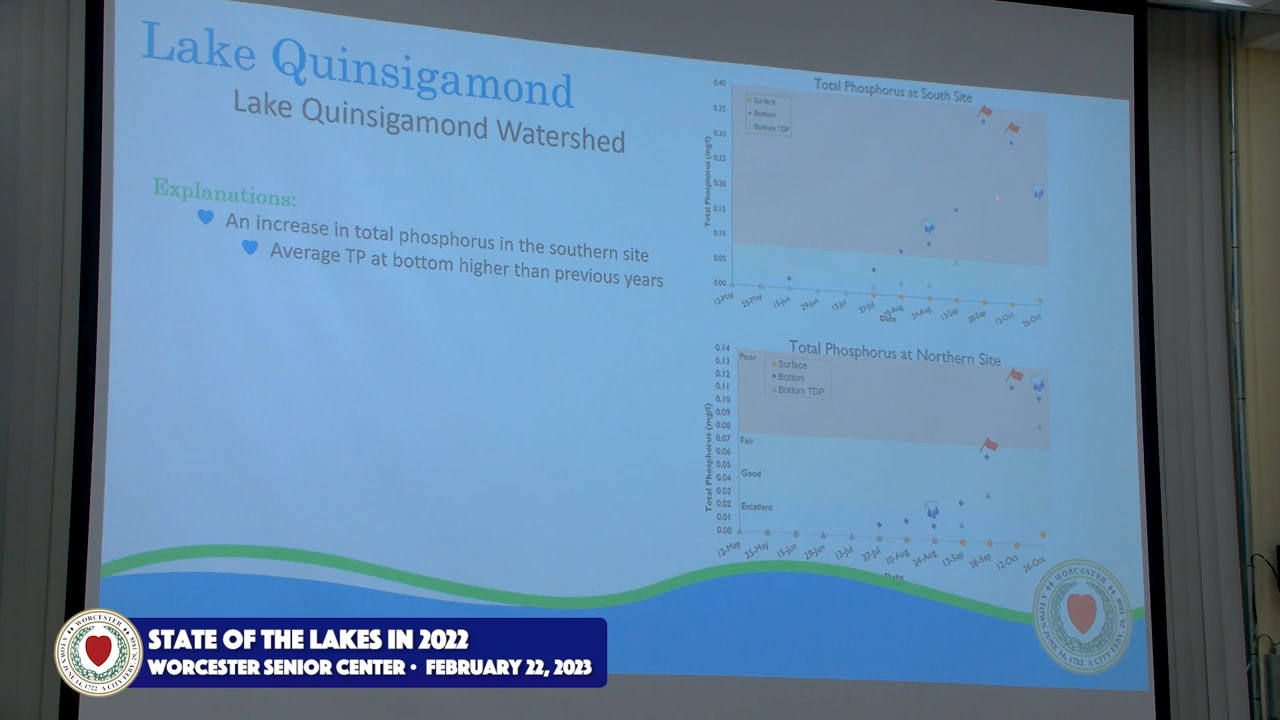 Lake Quinsigamond
Lake Quinsigamond Watershed
Explanations:
An increase in total phosphorus in the southern site
Average TP at bottom higher than previous years
Total Phosphorus at South Site
Total Phosphorus (mg/l)
0.40
0.35
0.30
0.25
0.20
0.15
0.10
0.05
0.00
Surface
Bottom
Bottom TDP
12-May
25-May
15-Jun
29-Jun
13-Jul
27-Jul
10-Aug
24-Aug
12-Sep
28-Sep
12-Oct
26-Oct
Date
Total Phosphorus at Northern Site
Total Phosphorus (mg/l)
0.14
0.13
0.12
0.11
0.10
0.09
0.08
0.07
0.06
0.05
0.04
0.03
0.02
0.01
0.00
Poor
Fair
Good
Excellent
Surface
Bottom
Bottom TDP
12-May
25-May
15-Jun
29-Jun
13-Jul
27-Jul
10-Aug
24-Aug
12-Sep
28-Sep
12-Oct
26-Oct
Date
WORCESTER
STATE OF THE LAKES IN 2022
WORCESTER SENIOR CENTER • FEBRUARY 22, 2023
WORCESTER